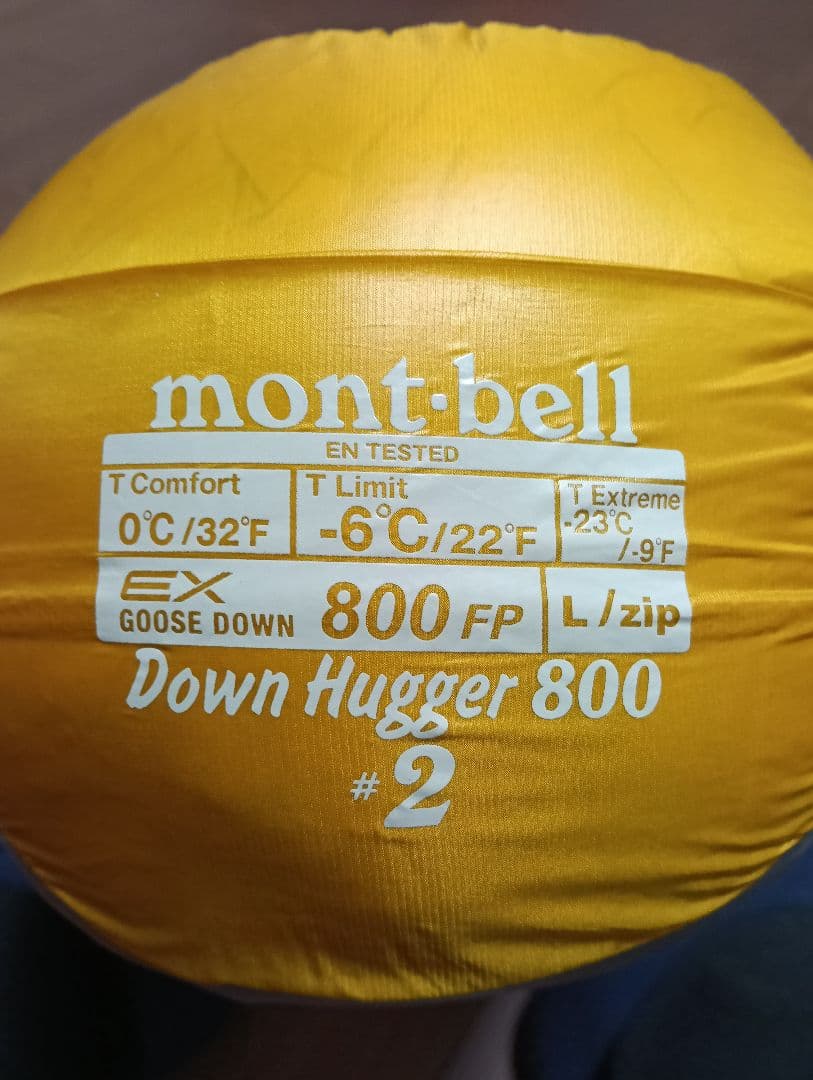 mont·bell
EN TESTED
T Comfort
0°C/32°F
T Limit
-6°C/22°F
T Extreme
-23°C
/-9°F
EX
GOOSE DOWN 800 FP
L/zip
Down Hugger 800
#2